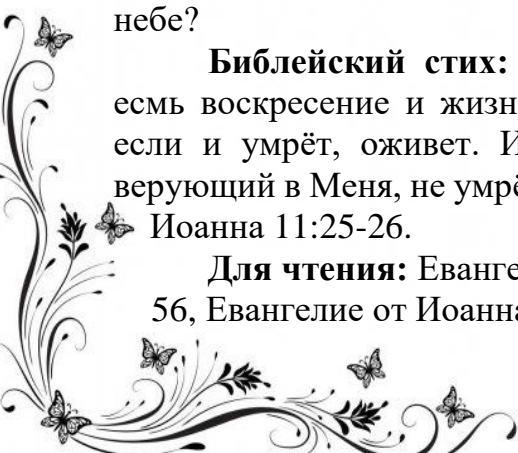 небе?
Библейский стих:
есмь воскресение и жизн
если и умрёт, оживет. И
верующий в Меня, не умрё
Иоанна 11:25-26.
Для чтения: Еванге
56, Евангелие от Иоанна